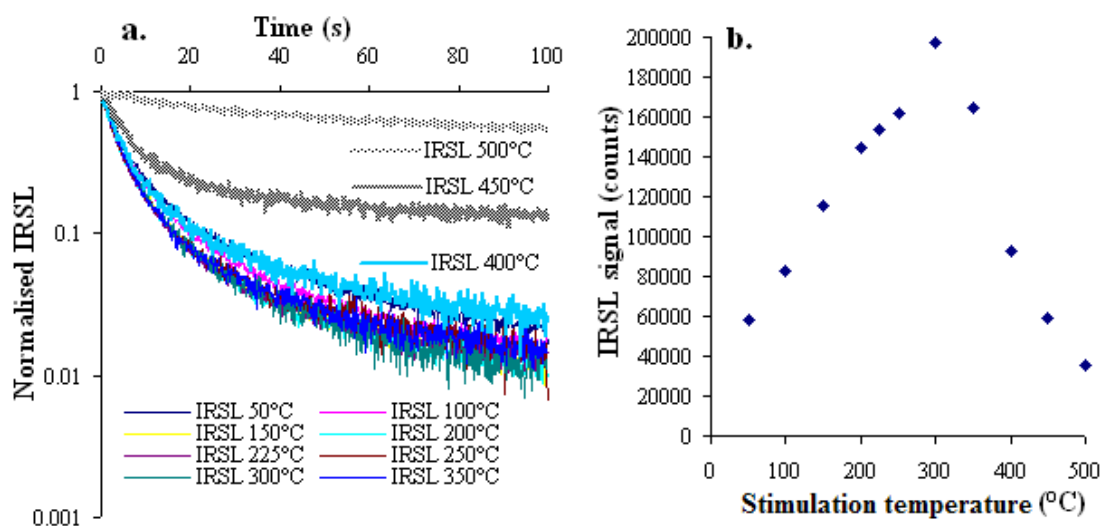 a.
Time (s)
0 20 40 60 80 100
Normalised IRSL
1
0.1
0.01
0.001
IRSL 500°C
IRSL 450°C
IRSL 400°C
IRSL 50°C IRSL 100°C
IRSL 150°C IRSL 200°C
IRSL 225°C IRSL 250°C
IRSL 300°C IRSL 350°C
b.
IRSL signal (counts)
200000
180000
160000
140000
120000
100000
80000
60000
40000
20000
0
0 100 200 300 400 500
Stimulation temperature (°C)